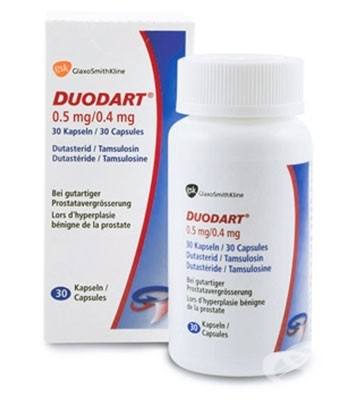 gsk GlaxoSmithKline
DUODART®
0.5 mg/0.4 mg
30 Kapseln / 30 Capsules
Dutasterid / Tamsulosin
Dutastéride / Tamsulosine
Bei gutartiger
Prostatavergrösserung
Lors d'hyperplasie
bénigne de la prostate
30 Kapseln /
Capsules
gsk GlaxoSmithKline
DUODART®
0.5 mg/0.4 mg
30 Kapseln / 30 Capsules
Dutasterid / Tamsulosin
Dutastéride / Tamsulosine
Bei gutartiger
Prostatavergrösserung
Lors d'hyperplasie bénigne
de la prostate
30 Kapseln /
Capsules